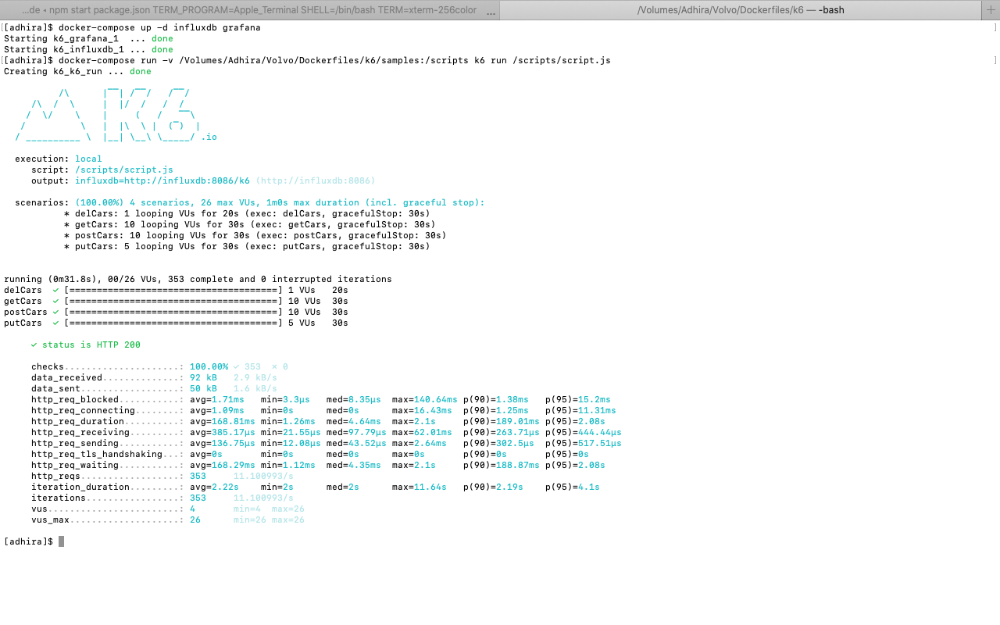 ...de ◂ npm start package.json TERM_PROGRAM=Apple_Terminal SHELL=/bin/bash TERM=xterm-256color ...
/Volumes/Adhira/Volvo/Dockerfiles/k6 — -bash +
[[adhira]$ docker-compose up -d influxdb grafana ]
Starting k6_grafana_1  ... done
Starting k6_influxdb_1 ... done
[[adhira]$ docker-compose run -v /Volumes/Adhira/Volvo/Dockerfiles/k6/samples:/scripts k6 run /scripts/script.js ]
Creating k6_k6_run ... done
          /\      |‾‾| /‾‾/   /‾‾/
     /\  /  \     |  |/  /   /  /
    /  \/    \    |     (   /   ‾‾\
   /          \   |  |\  \ |  (‾)  |
  / __________ \  |__| \__\ \_____/ .io
  execution: local
     script: /scripts/script.js
     output: influxdb=http://influxdb:8086/k6 (http://influxdb:8086)
  scenarios: (100.00%) 4 scenarios, 26 max VUs, 1m0s max duration (incl. graceful stop):
           * delCars: 1 looping VUs for 20s (exec: delCars, gracefulStop: 30s)
           * getCars: 10 looping VUs for 30s (exec: getCars, gracefulStop: 30s)
           * postCars: 10 looping VUs for 30s (exec: postCars, gracefulStop: 30s)
           * putCars: 5 looping VUs for 30s (exec: putCars, gracefulStop: 30s)
running (0m31.8s), 00/26 VUs, 353 complete and 0 interrupted iterations
delCars  ✓ [======================================] 1 VUs   20s
getCars  ✓ [======================================] 10 VUs  30s
postCars ✓ [======================================] 10 VUs  30s
putCars  ✓ [======================================] 5 VUs   30s
     ✓ status is HTTP 200
     checks.....................: 100.00% ✓ 353  ✗ 0
     data_received..............: 92 kB   2.9 kB/s
     data_sent..................: 50 kB   1.6 kB/s
     http_req_blocked...........: avg=1.71ms   min=3.3µs   med=8.35µs  max=140.64ms p(90)=1.38ms   p(95)=15.2ms
     http_req_connecting........: avg=1.09ms   min=0s      med=0s      max=16.43ms  p(90)=1.25ms   p(95)=11.31ms
     http_req_duration..........: avg=168.81ms min=1.26ms  med=4.64ms  max=2.1s     p(90)=189.01ms p(95)=2.08s
     http_req_receiving.........: avg=385.17µs min=21.55µs med=97.79µs max=62.01ms  p(90)=263.71µs p(95)=444.44µs
     http_req_sending...........: avg=136.75µs min=12.08µs med=43.52µs max=2.64ms   p(90)=302.5µs  p(95)=517.51µs
     http_req_tls_handshaking...: avg=0s       min=0s      med=0s      max=0s       p(90)=0s       p(95)=0s
     http_req_waiting...........: avg=168.29ms min=1.12ms  med=4.35ms  max=2.1s     p(90)=188.87ms p(95)=2.08s
     http_reqs..................: 353     11.100993/s
     iteration_duration.........: avg=2.22s    min=2s      med=2s      max=11.64s   p(90)=2.19s    p(95)=4.1s
     iterations.................: 353     11.100993/s
     vus........................: 4       min=4  max=26
     vus_max....................: 26      min=26 max=26
[adhira]$